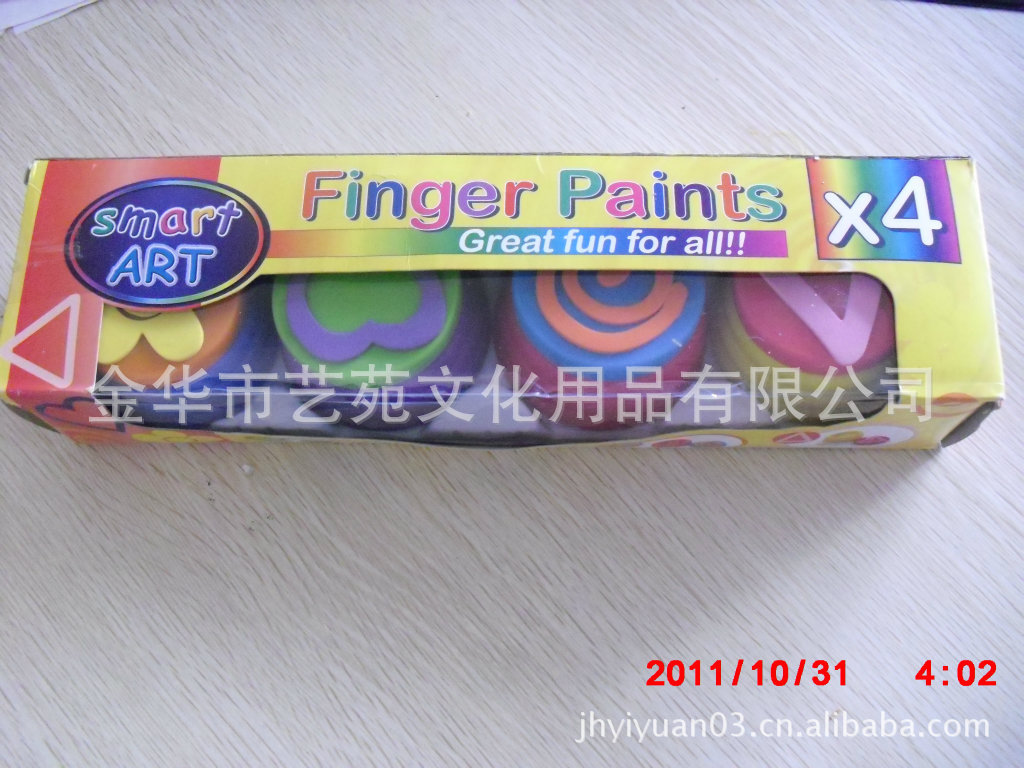 smart
ART
Finger Paints
Great fun for all!!
x4
金华市艺苑文化用品有限公司
2011/10/31 4:02
jhyiyuan03.cn.alibaba.com